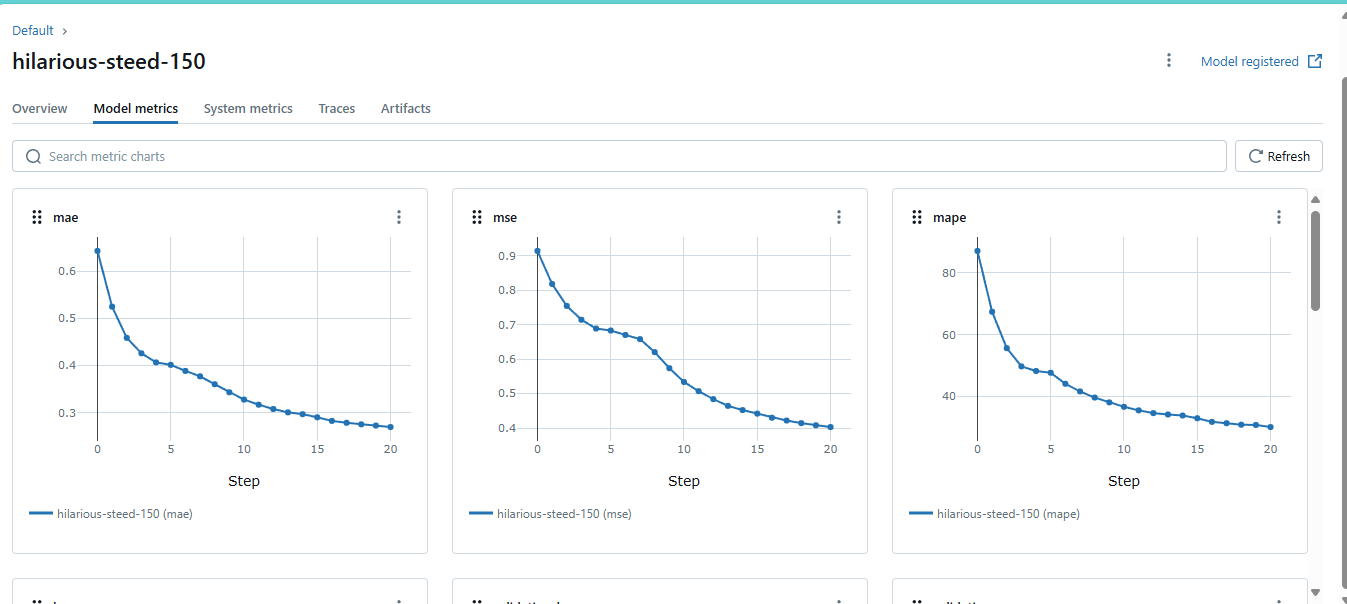 Default
hilarious-steed-150
Model registered
Overview Model metrics System metrics Traces Artifacts
Search metric charts
Refresh
mae
0.6
0.5
0.4
0.3
0 5 10 15 20
Step
hilarious-steed-150 (mae)
mse
0.9
0.8
0.7
0.6
0.5
0.4
0 5 10 15 20
Step
hilarious-steed-150 (mse)
mape
80
60
40
0 5 10 15 20
Step
hilarious-steed-150 (mape)